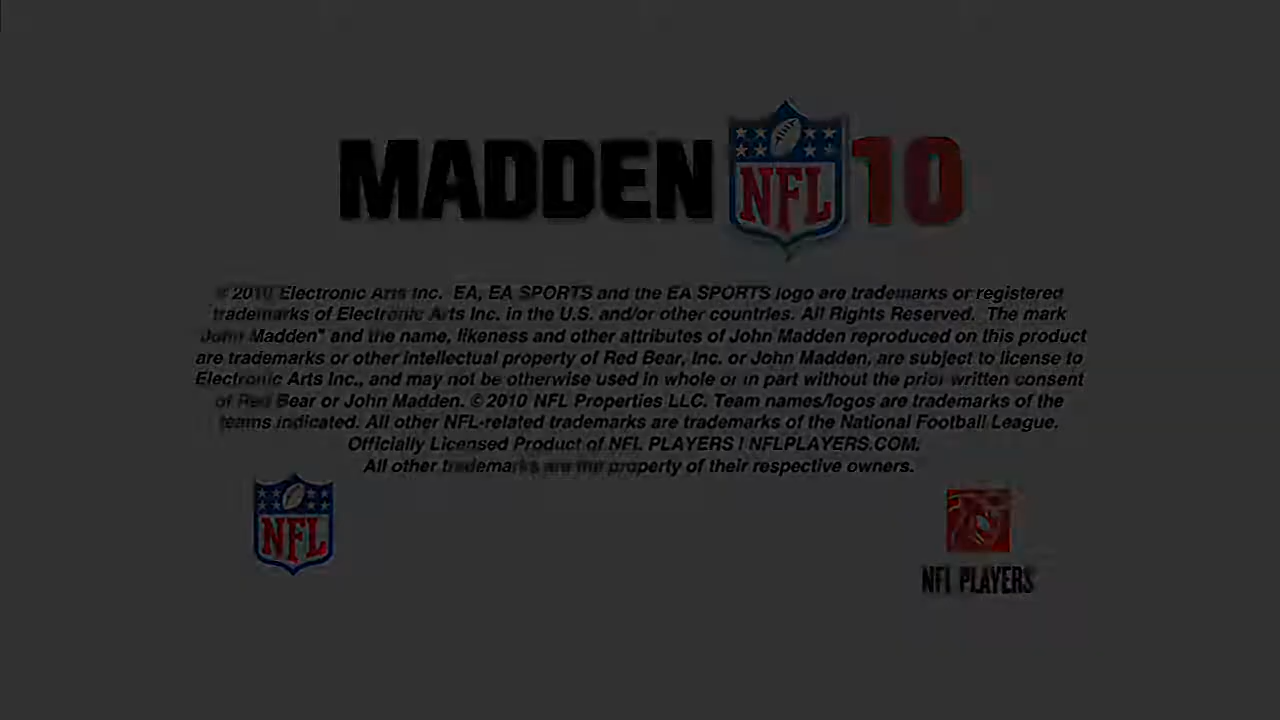 MADDEN NFL 10
© 2010 Electronic Arts Inc. EA, EA SPORTS and the EA SPORTS logo are trademarks or registered
trademarks of Electronic Arts Inc. in the U.S. and/or other countries. All Rights Reserved. The mark
John Madden" and the name, likeness and other attributes of John Madden reproduced on this product
are trademarks or other intellectual property of Red Bear, Inc. or John Madden, are subject to license to
Electronic Arts Inc., and may not be otherwise used in whole or in part without the prior written consent
of Red Bear or John Madden. © 2010 NFL Properties LLC. Team names/logos are trademarks of the
teams indicated. All other NFL-related trademarks are trademarks of the National Football League.
Officially Licensed Product of NFL PLAYERS | NFLPLAYERS.COM.
All other trademarks are the property of their respective owners.
NFL
NFL PLAYERS